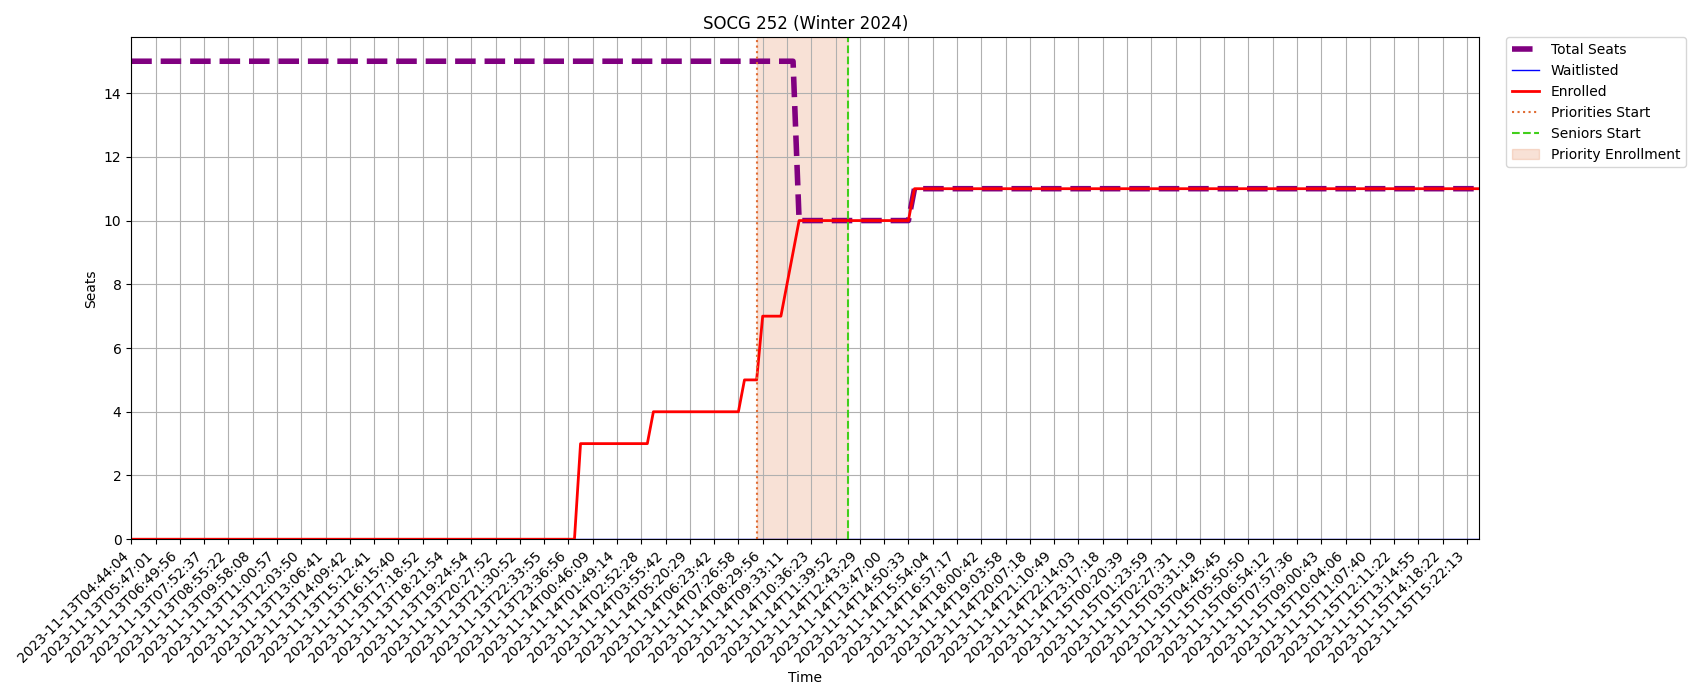 SOCG 252 (Winter 2024)
Total Seats
Waitlisted
Enrolled
Priorities Start
Seniors Start
Priority Enrollment
Seats
14
12
10
8
6
4
2
0
2023-11-13T04:44:04
2023-11-13T05:47:01
2023-11-13T06:49:56
2023-11-13T07:52:37
2023-11-13T08:55:22
2023-11-13T09:58:08
2023-11-13T11:00:57
2023-11-13T12:03:50
2023-11-13T13:06:41
2023-11-13T14:09:42
2023-11-13T15:12:41
2023-11-13T16:15:40
2023-11-13T17:18:52
2023-11-13T18:21:54
2023-11-13T19:24:54
2023-11-13T20:27:52
2023-11-13T21:30:52
2023-11-13T22:33:55
2023-11-13T23:36:56
2023-11-14T00:46:09
2023-11-14T01:49:14
2023-11-14T02:52:28
2023-11-14T03:55:42
2023-11-14T05:20:29
2023-11-14T06:23:42
2023-11-14T07:26:58
2023-11-14T08:29:56
2023-11-14T09:33:11
2023-11-14T10:36:23
2023-11-14T11:39:52
2023-11-14T12:43:29
2023-11-14T13:47:00
2023-11-14T14:50:33
2023-11-14T15:54:04
2023-11-14T16:57:17
2023-11-14T18:00:42
2023-11-14T19:03:58
2023-11-14T20:07:18
2023-11-14T21:10:49
2023-11-14T22:14:03
2023-11-14T23:17:18
2023-11-15T00:20:39
2023-11-15T01:23:59
2023-11-15T02:27:31
2023-11-15T03:31:19
2023-11-15T04:45:45
2023-11-15T05:50:50
2023-11-15T06:54:12
2023-11-15T07:57:36
2023-11-15T09:00:43
2023-11-15T10:04:06
2023-11-15T11:07:40
2023-11-15T12:11:22
2023-11-15T13:14:55
2023-11-15T14:18:22
2023-11-15T15:22:13
Time